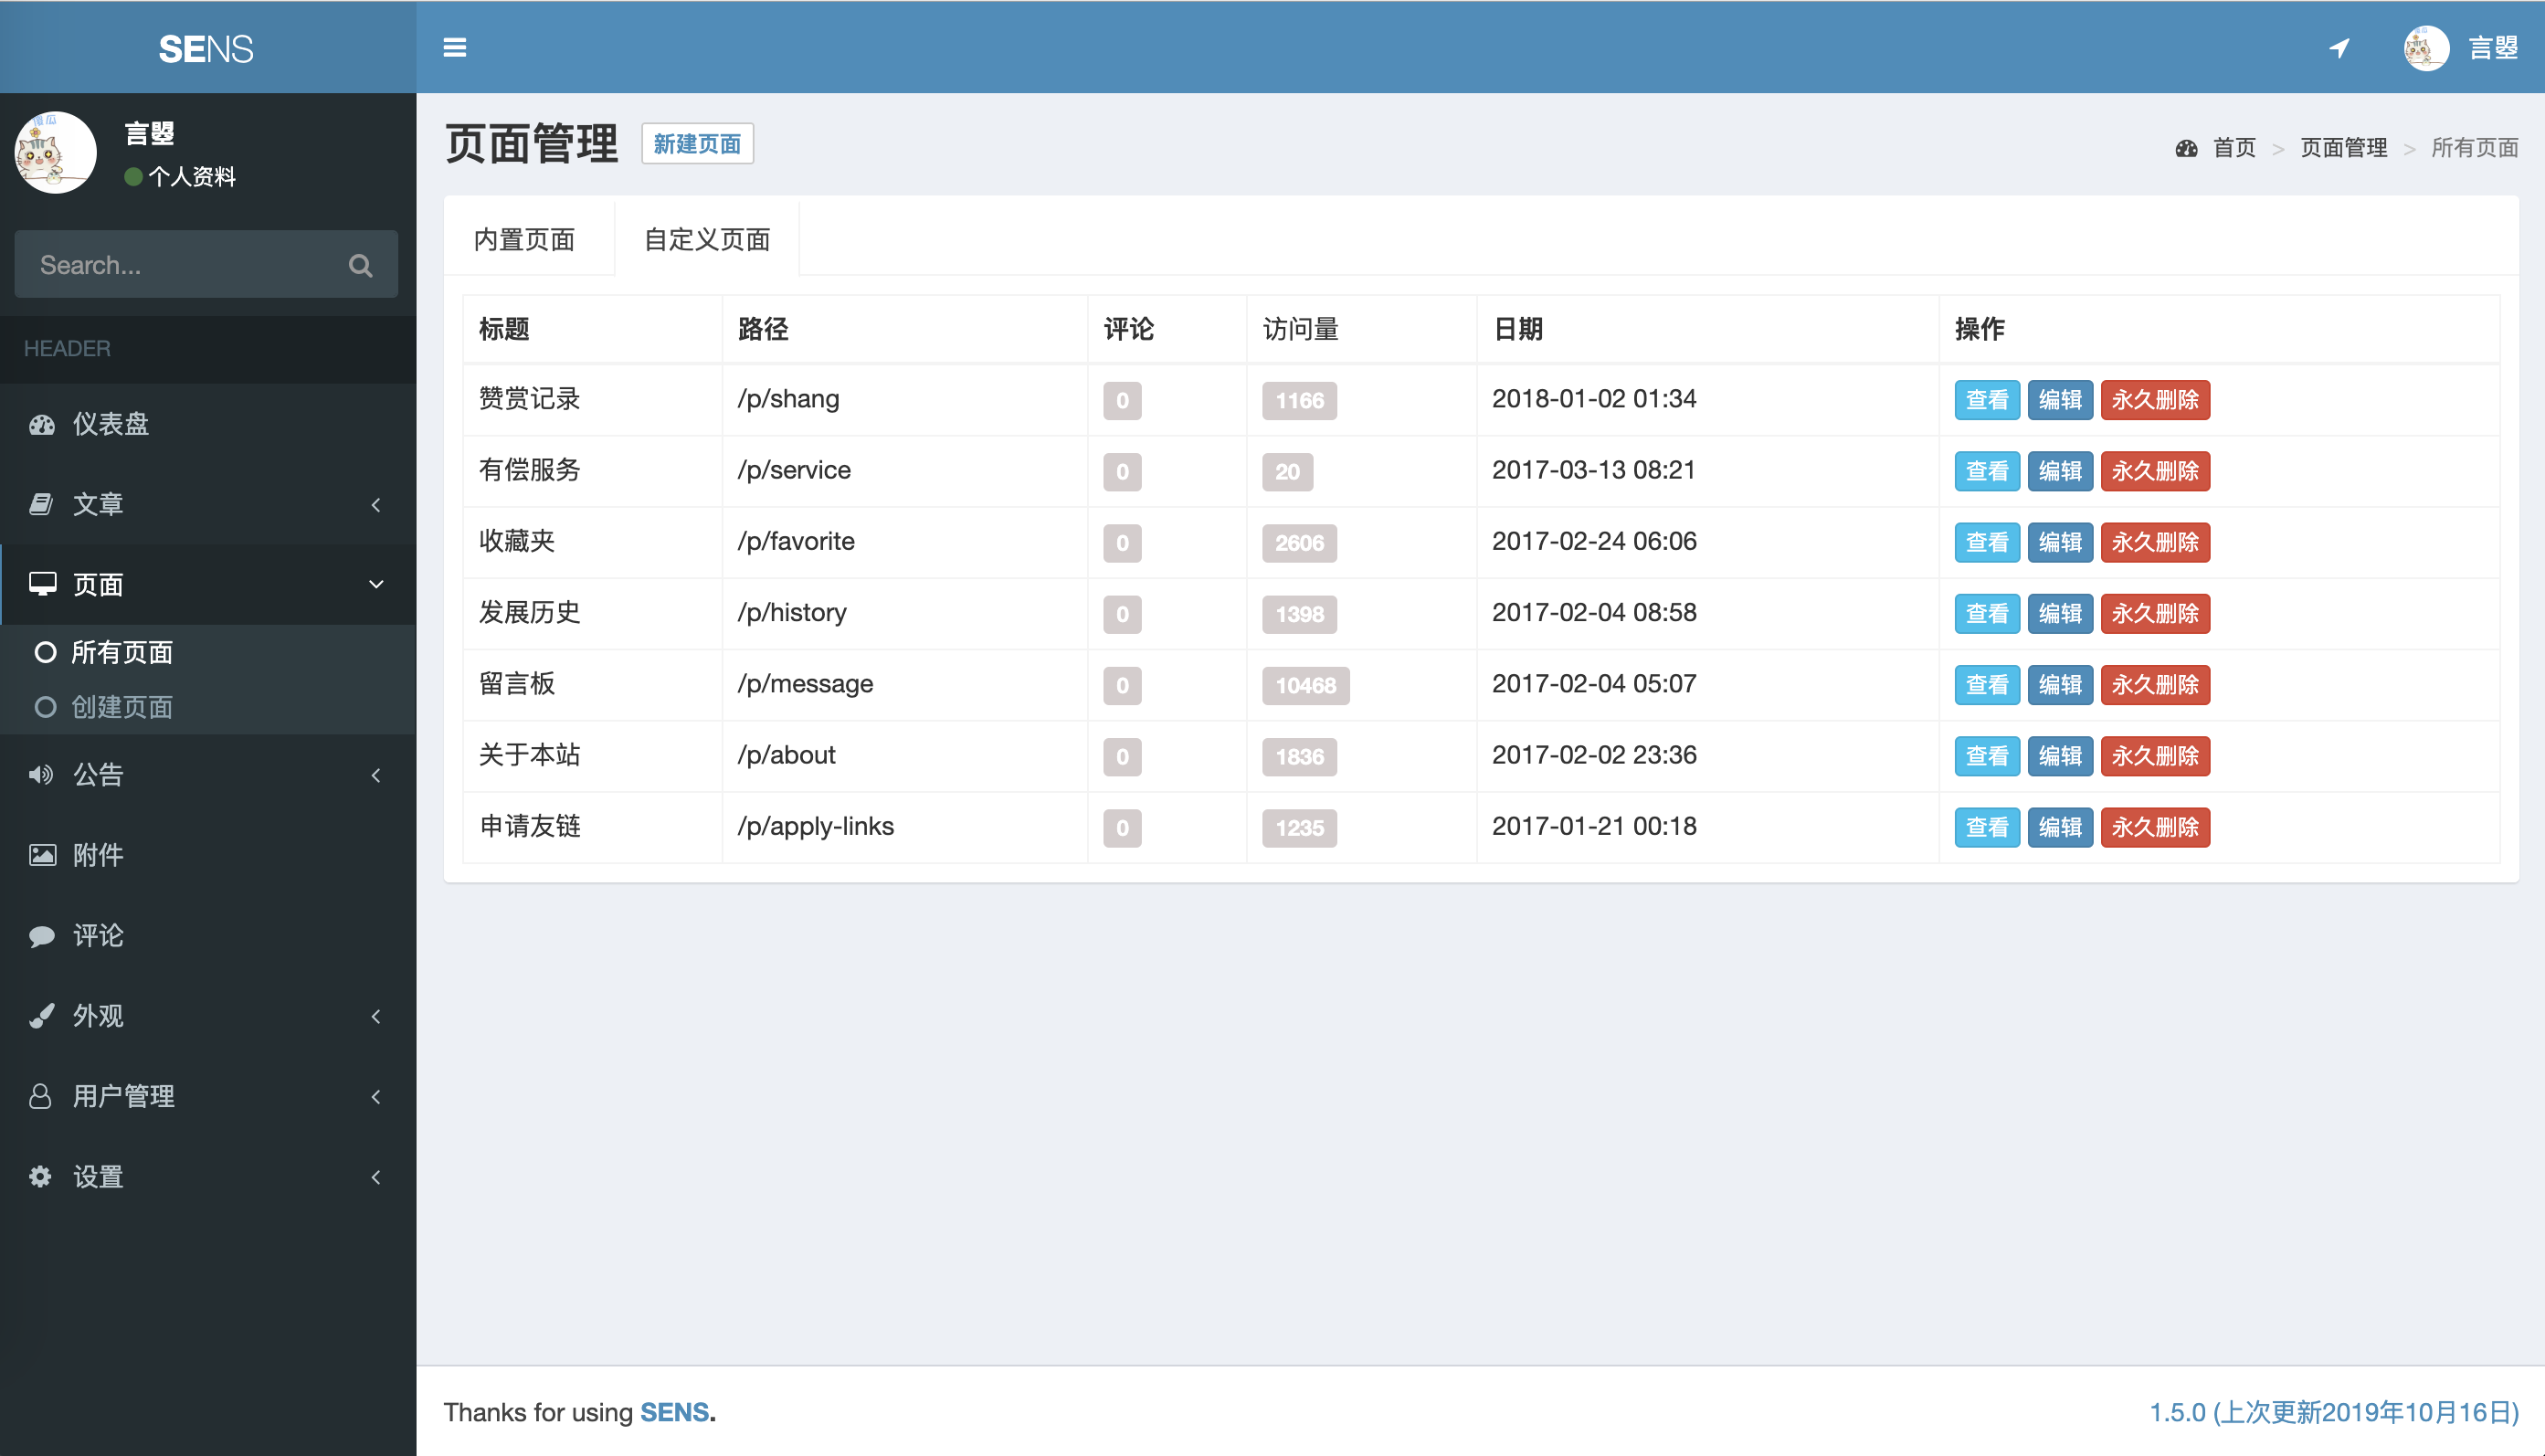 SENS
言曌
言曌
个人资料
Search...
HEADER
仪表盘
文章
页面
所有页面
创建页面
公告
附件
评论
外观
用户管理
设置
页面管理 新建页面
首页 > 页面管理 > 所有页面
内置页面 自定义页面
标题 路径 评论 访问量 日期 操作
赞赏记录 /p/shang 0 1166 2018-01-02 01:34 查看 编辑 永久删除
有偿服务 /p/service 0 20 2017-03-13 08:21 查看 编辑 永久删除
收藏夹 /p/favorite 0 2606 2017-02-24 06:06 查看 编辑 永久删除
发展历史 /p/history 0 1398 2017-02-04 08:58 查看 编辑 永久删除
留言板 /p/message 0 10468 2017-02-04 05:07 查看 编辑 永久删除
关于本站 /p/about 0 1836 2017-02-02 23:36 查看 编辑 永久删除
申请友链 /p/apply-links 0 1235 2017-01-21 00:18 查看 编辑 永久删除
Thanks for using SENS.
1.5.0 (上次更新2019年10月16日)